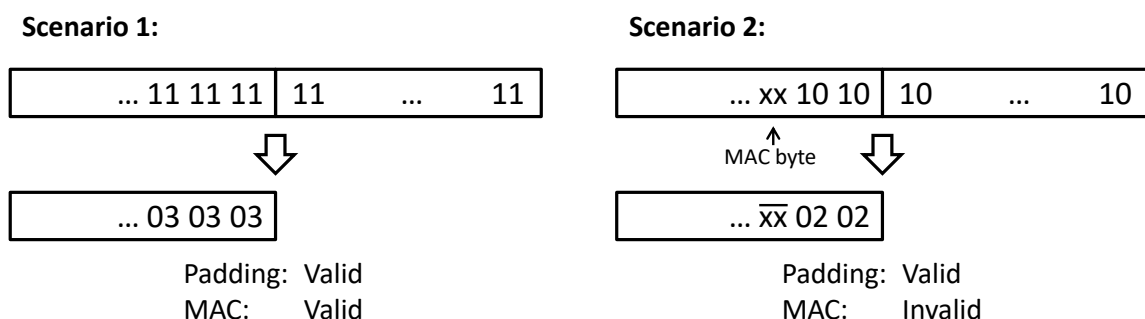 Scenario 1:
... 11 11 11 11 ... 11
... 03 03 03
Padding: Valid
MAC: Valid
Scenario 2:
... xx 10 10 10 ... 10
MAC byte
... x̅x̅ 02 02
Padding: Valid
MAC: Invalid